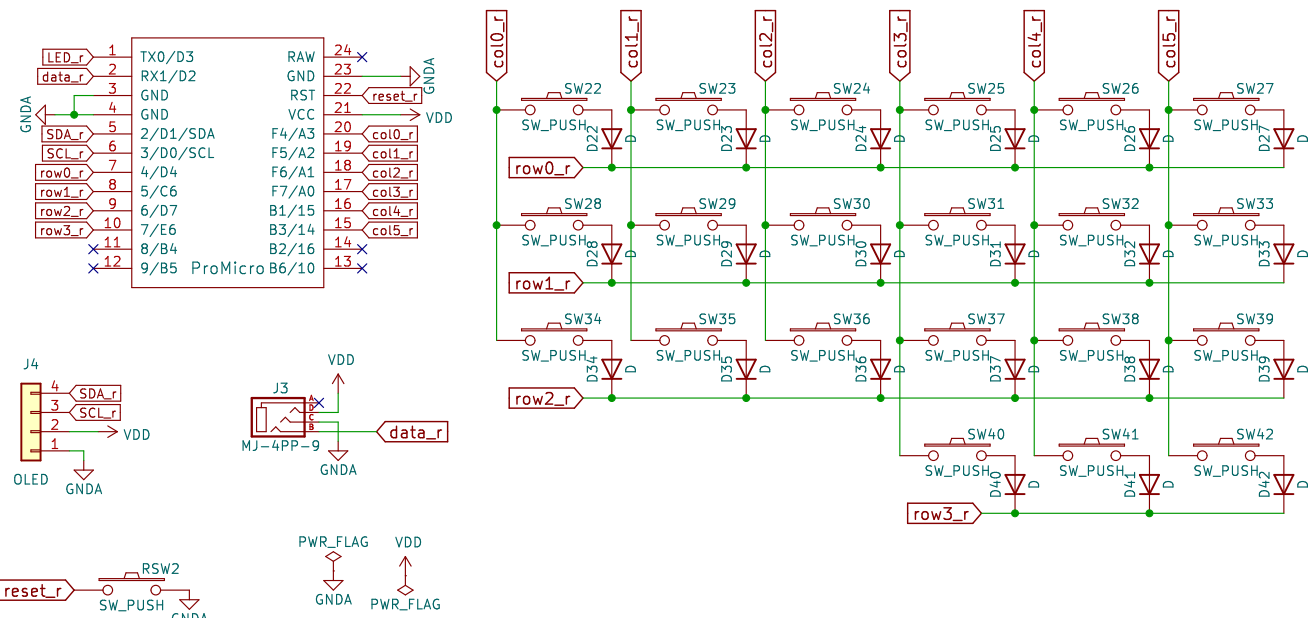 col0_r col1_r col2_r col3_r col4_r col5_r
LED_r 1 TX0/D3 RAW 24
data_r 2 RX1/D2 GND 23 GNDA
3 GND RST 22 reset_r
GNDA 4 GND VCC 21 VDD
SDA_r 5 2/D1/SDA F4/A3 20 col0_r
SCL_r 6 3/D0/SCL F5/A2 19 col1_r
row0_r 7 4/D4 F6/A1 18 col2_r
row1_r 8 5/C6 F7/A0 17 col3_r
row2_r 9 6/D7 B1/15 16 col4_r
row3_r 10 7/E6 B3/14 15 col5_r
11 8/B4 B2/16 14
12 9/B5 ProMicro B6/10 13
SW22 SW23 SW24 SW25 SW26 SW27
SW_PUSH SW_PUSH SW_PUSH SW_PUSH SW_PUSH SW_PUSH
D22 D D23 D D24 D D25 D D26 D D27 D
row0_r
SW28 SW29 SW30 SW31 SW32 SW33
SW_PUSH SW_PUSH SW_PUSH SW_PUSH SW_PUSH SW_PUSH
D28 D D29 D D30 D D31 D D32 D D33 D
row1_r
SW34 SW35 SW36 SW37 SW38 SW39
SW_PUSH SW_PUSH SW_PUSH SW_PUSH SW_PUSH SW_PUSH
D34 D D35 D D36 D D37 D D38 D D39 D
row2_r
SW40 SW41 SW42
SW_PUSH SW_PUSH SW_PUSH
D40 D D41 D D42 D
row3_r
J4
4 SDA_r
3 SCL_r
2 VDD
1
OLED GNDA
VDD
J3
A
D
C
B data_r
MJ-4PP-9
GNDA
reset_r RSW2
SW_PUSH GNDA
PWR_FLAG VDD
GNDA PWR_FLAG